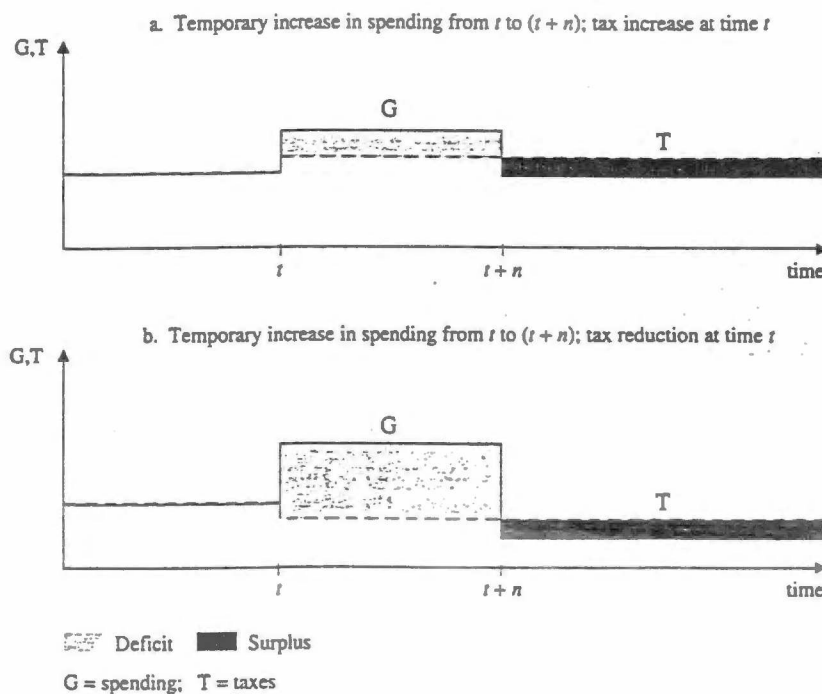 a. Temporary increase in spending from t to (t + n); tax increase at time t
G,T
G
T
t
t + n
time
b. Temporary increase in spending from t to (t + n); tax reduction at time t
G,T
G
T
t
t + n
time
Deficit Surplus
G = spending; T = taxes